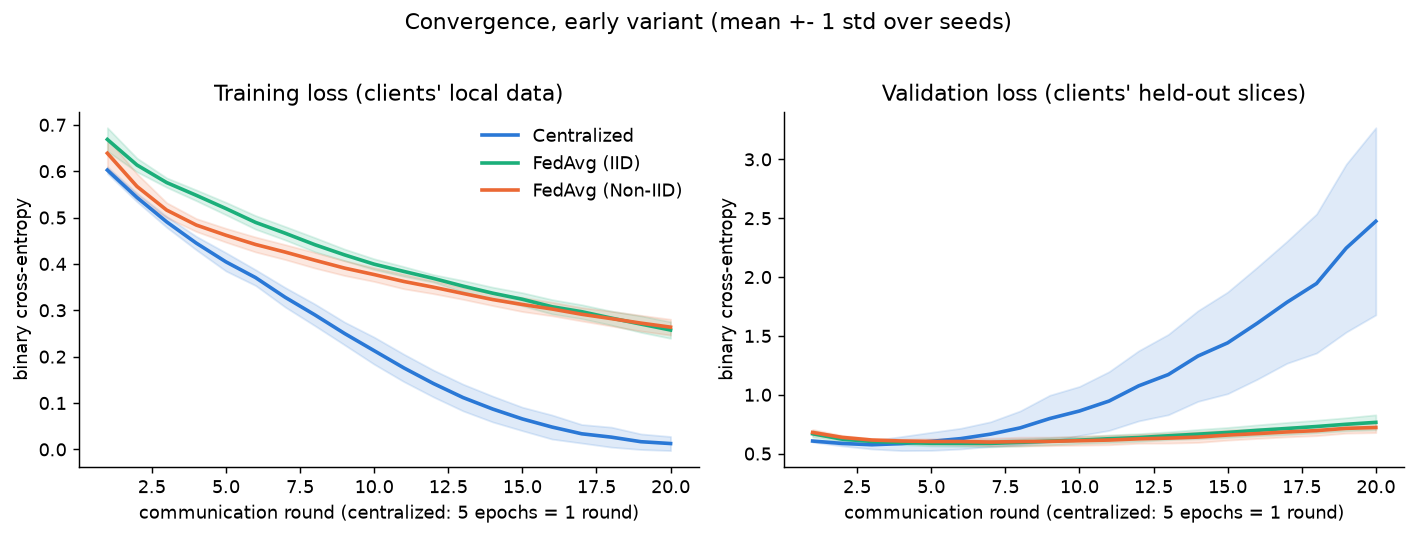 Convergence, early variant (mean +- 1 std over seeds)
Training loss (clients' local data)
binary cross-entropy
0.7
0.6
0.5
0.4
0.3
0.2
0.1
0.0
Centralized
FedAvg (IID)
FedAvg (Non-IID)
2.5 5.0 7.5 10.0 12.5 15.0 17.5 20.0
communication round (centralized: 5 epochs = 1 round)
Validation loss (clients' held-out slices)
binary cross-entropy
3.0
2.5
2.0
1.5
1.0
0.5
2.5 5.0 7.5 10.0 12.5 15.0 17.5 20.0
communication round (centralized: 5 epochs = 1 round)